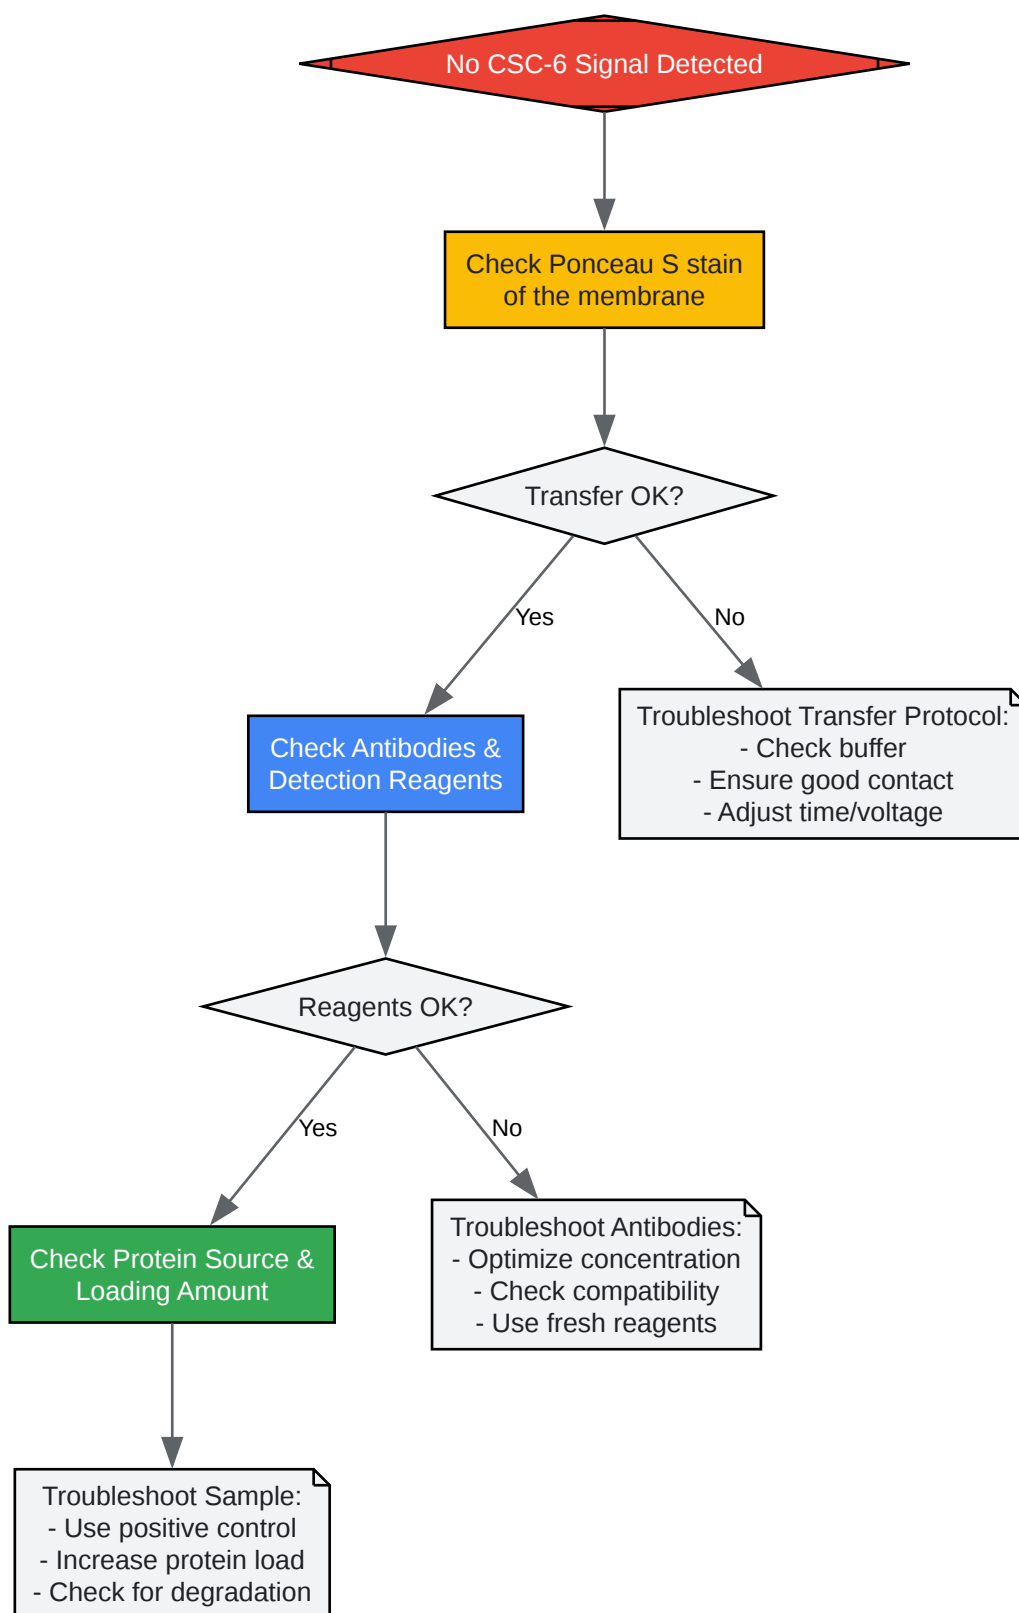 No CSC-6 Signal Detected
Check Ponceau S stain
of the membrane
Transfer OK?
Yes
No
Troubleshoot Transfer Protocol:
- Check buffer
- Ensure good contact
- Adjust time/voltage
Check Antibodies &
Detection Reagents
Reagents OK?
Yes
No
Troubleshoot Antibodies:
- Optimize concentration
- Check compatibility
- Use fresh reagents
Check Protein Source &
Loading Amount
Troubleshoot Sample:
- Use positive control
- Increase protein load
- Check for degradation